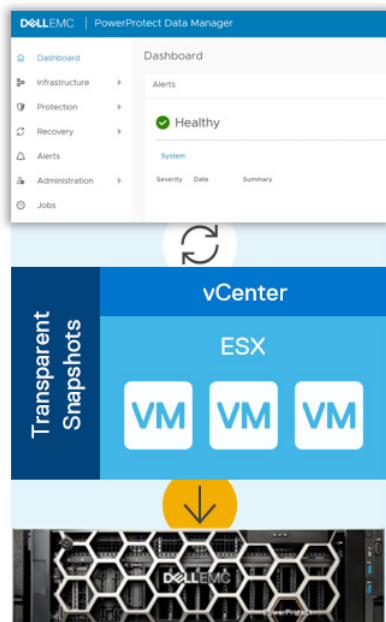 DELLEMC | PowerProtect Data Manager
Dashboard
Infrastructure
Protection
Recovery
Alerts
Administration
Jobs
Dashboard
Alerts
Healthy
System
Severity Date Summary
vCenter
Transparent
Snapshots
ESX
VM VM VM
DELLEMC
PowerProtect